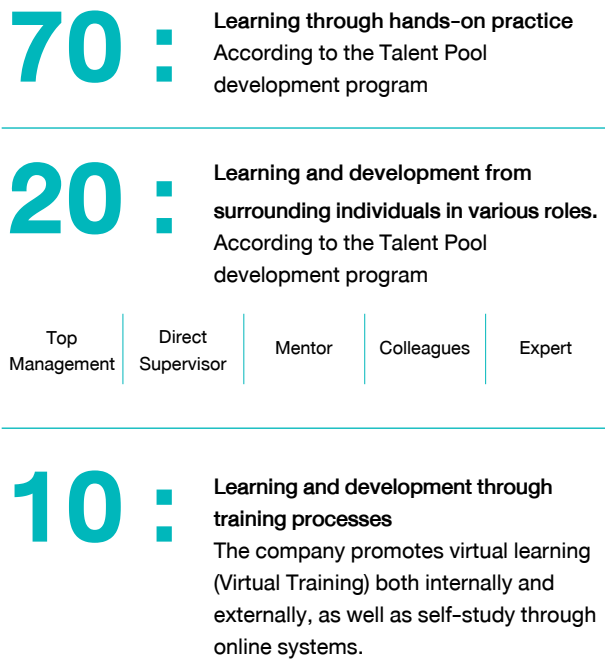 70 :
Learning through hands-on practice
According to the Talent Pool
development program
20 :
Learning and development from
surrounding individuals in various roles.
According to the Talent Pool
development program
Top
Management
Direct
Supervisor
Mentor
Colleagues
Expert
10 :
Learning and development through
training processes
The company promotes virtual learning
(Virtual Training) both internally and
externally, as well as self-study through
online systems.